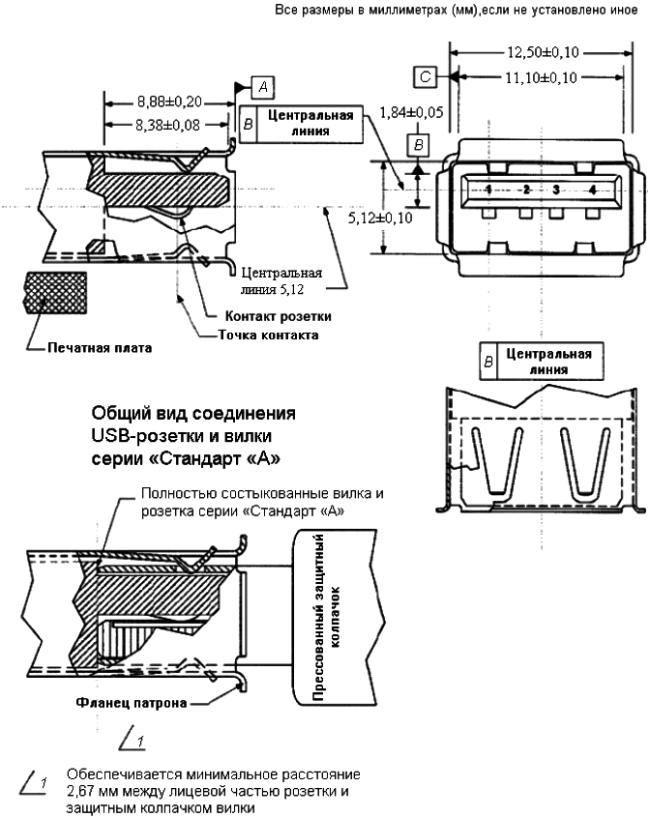 Все размеры в миллиметрах (мм),если не установлено иное
12,50±0,10
C
11,10±0,10
8,88±0,20
A
8,38±0,08
B
Центральная
линия
1,84±0,05
B
1 2 3 4
5,12±0,10
Центральная
линия 5,12
Контакт розетки
Точка контакта
Печатная плата
B
Центральная
линия
Общий вид соединения
USB-розетки и вилки
серии «Стандарт «А»
Полностью состыкованные вилка и
розетка серии «Стандарт «А»
Прессованный защитный
колпачок
Фланец патрона
1
1
Обеспечивается минимальное расстояние
2,67 мм между лицевой частью розетки и
защитным колпачком вилки